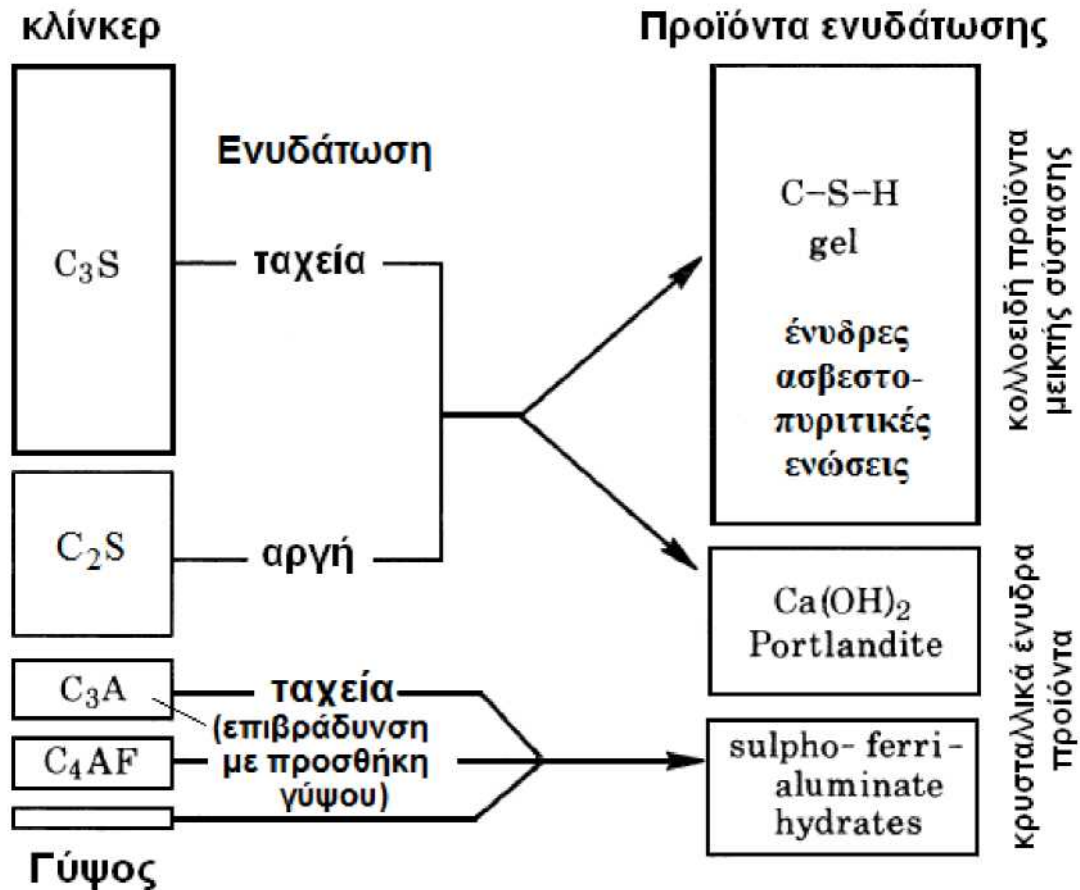 κλίνκερ
Προϊόντα ενυδάτωσης
Ενυδάτωση
C₃S
ταχεία
C₂S
αργή
C₃A
ταχεία
(επιβράδυνση
με προσθήκη
γύψου)
C₄AF
Γύψος
C–S–H
gel
ένυδρες
ασβεστο-
πυριτικές
ενώσεις
Ca(OH)₂
Portlandite
sulpho-ferri-
aluminate
hydrates
κολλοειδή προϊόντα
μεικτής σύστασης
κρυσταλλικά ένυδρα
προϊόντα